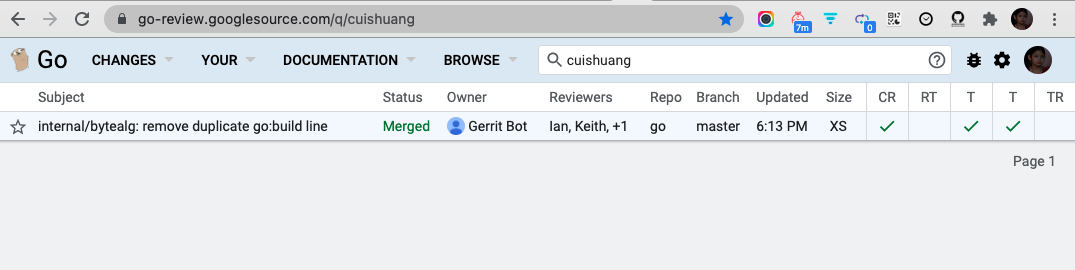 go-review.googlesource.com/q/cuishuang
7m
0
Go CHANGES YOUR DOCUMENTATION BROWSE cuishuang
Subject Status Owner Reviewers Repo Branch Updated Size CR RT T T TR
internal/bytealg: remove duplicate go:build line Merged Gerrit Bot Ian, Keith, +1 go master 6:13 PM XS
Page 1